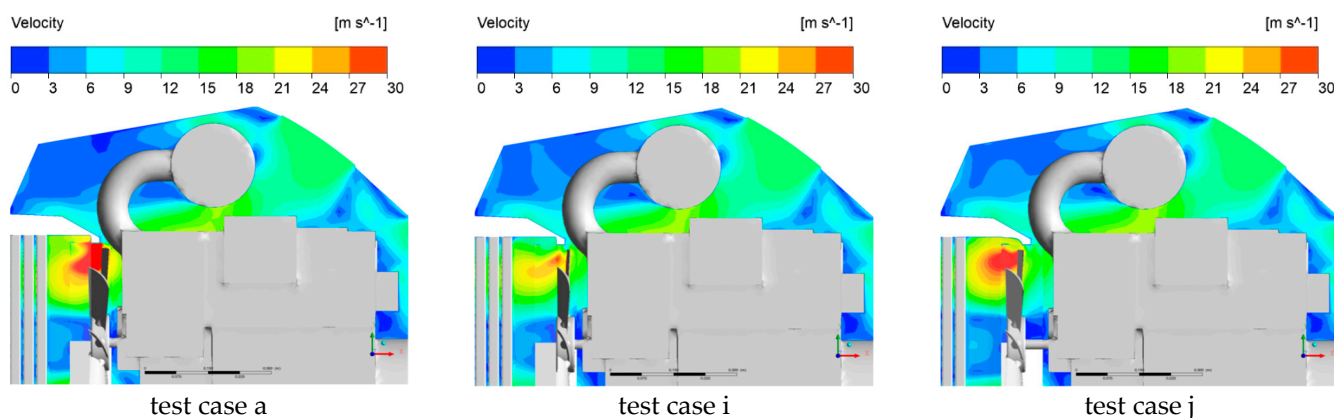 Velocity [m s^-1]
0 3 6 9 12 15 18 21 24 27 30
test case a
Velocity [m s^-1]
0 3 6 9 12 15 18 21 24 27 30
test case i
Velocity [m s^-1]
0 3 6 9 12 15 18 21 24 27 30
test case j